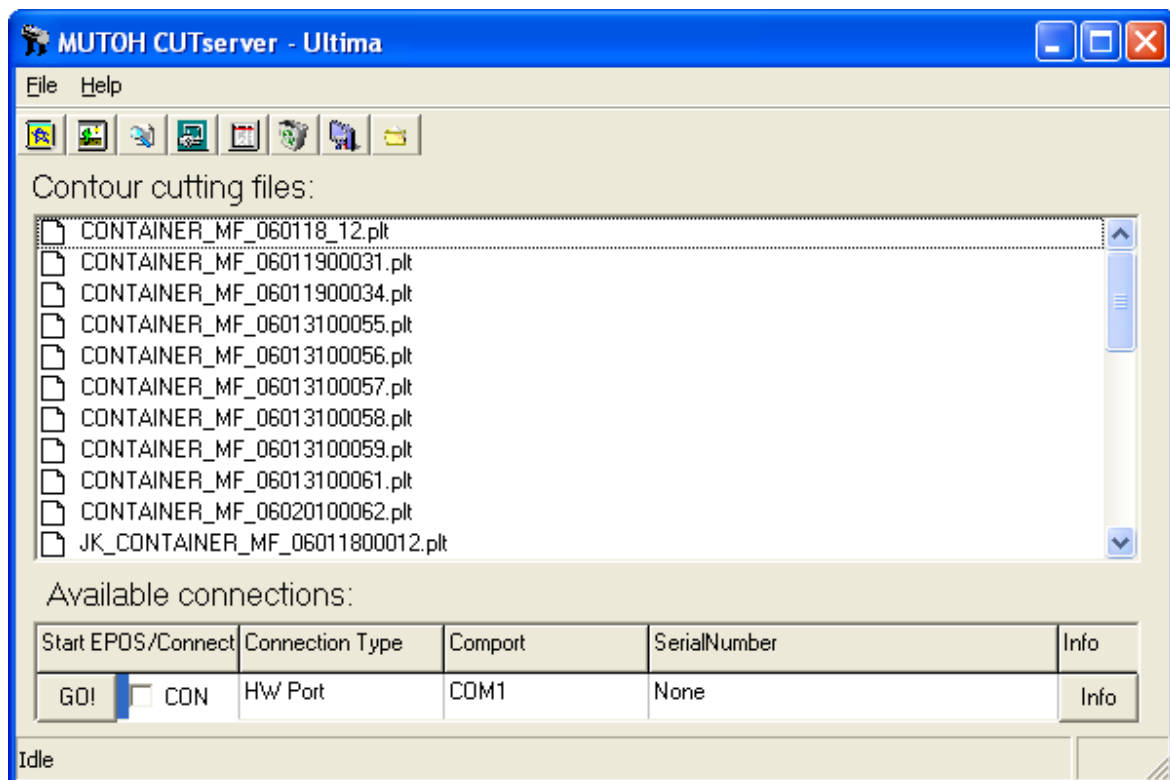 MUTOH CUTserver - Ultima
File Help
Contour cutting files:
CONTAINER_MF_060118_12.plt
CONTAINER_MF_06011900031.plt
CONTAINER_MF_06011900034.plt
CONTAINER_MF_06013100055.plt
CONTAINER_MF_06013100056.plt
CONTAINER_MF_06013100057.plt
CONTAINER_MF_06013100058.plt
CONTAINER_MF_06013100059.plt
CONTAINER_MF_06013100061.plt
CONTAINER_MF_06020100062.plt
JK_CONTAINER_MF_06011800012.plt
Available connections:
Start EPOS/Connect Connection Type Comport SerialNumber Info
GO! CON HW Port COM1 None Info
Idle